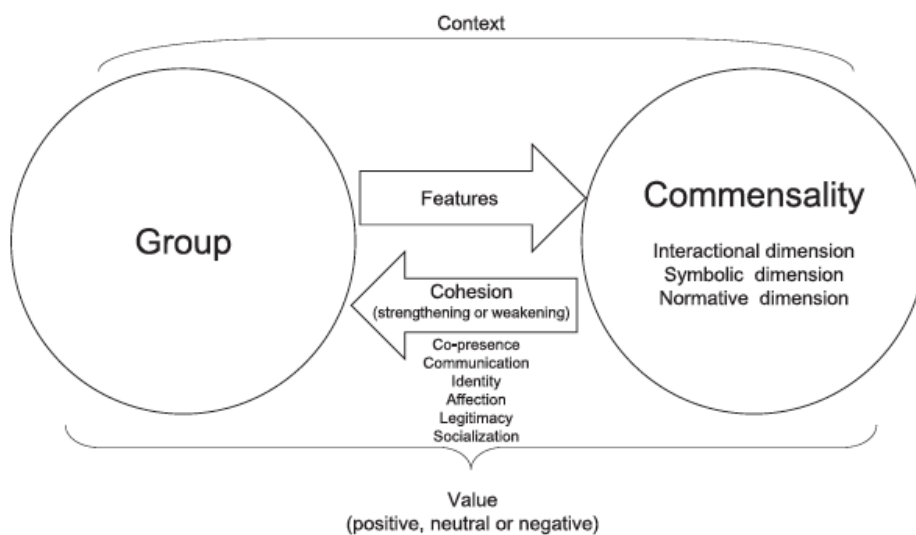 Context
Group
Features
Commensality
Interactional dimension
Symbolic dimension
Normative dimension
Cohesion
(strengthening or weakening)
Co-presence
Communication
Identity
Affection
Legitimacy
Socialization
Value
(positive, neutral or negative)